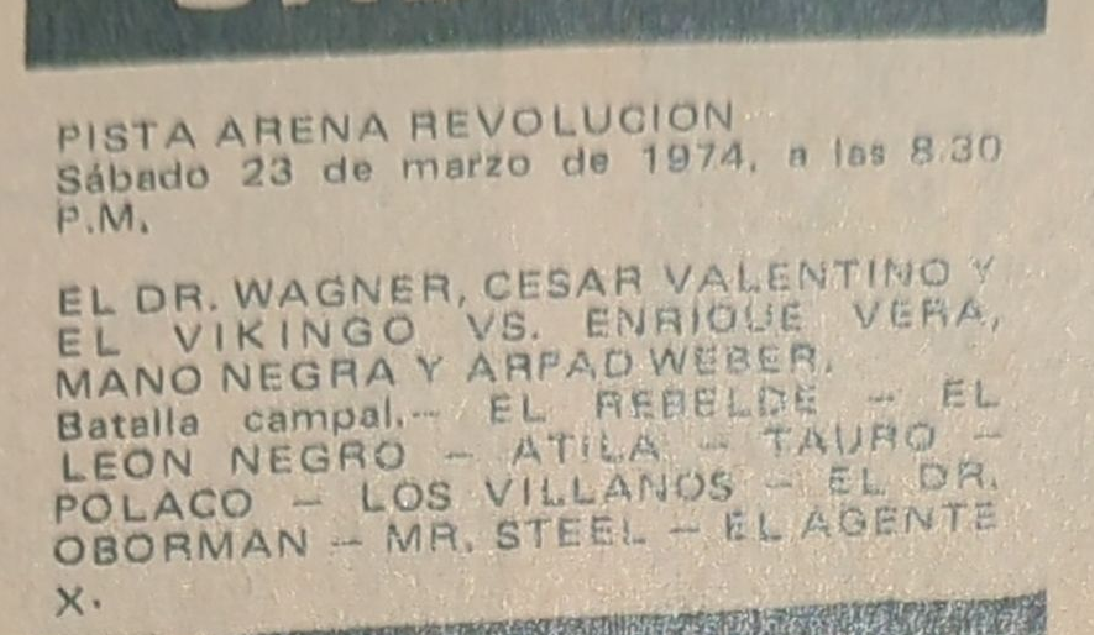 PISTA ARENA REVOLUCION
Sábado 23 de marzo de 1974, a las 8.30
P.M.
EL DR. WAGNER, CESAR VALENTINO Y
EL VIKINGO VS. ENRIQUE VERA,
MANO NEGRA Y ARPAD WEBER.
Batalla campal.-- EL REBELDE — EL
LEON NEGRO — ATILA — TAURO —
POLACO — LOS VILLANOS — EL DR.
OBORMAN — MR. STEEL — EL AGENTE
X.